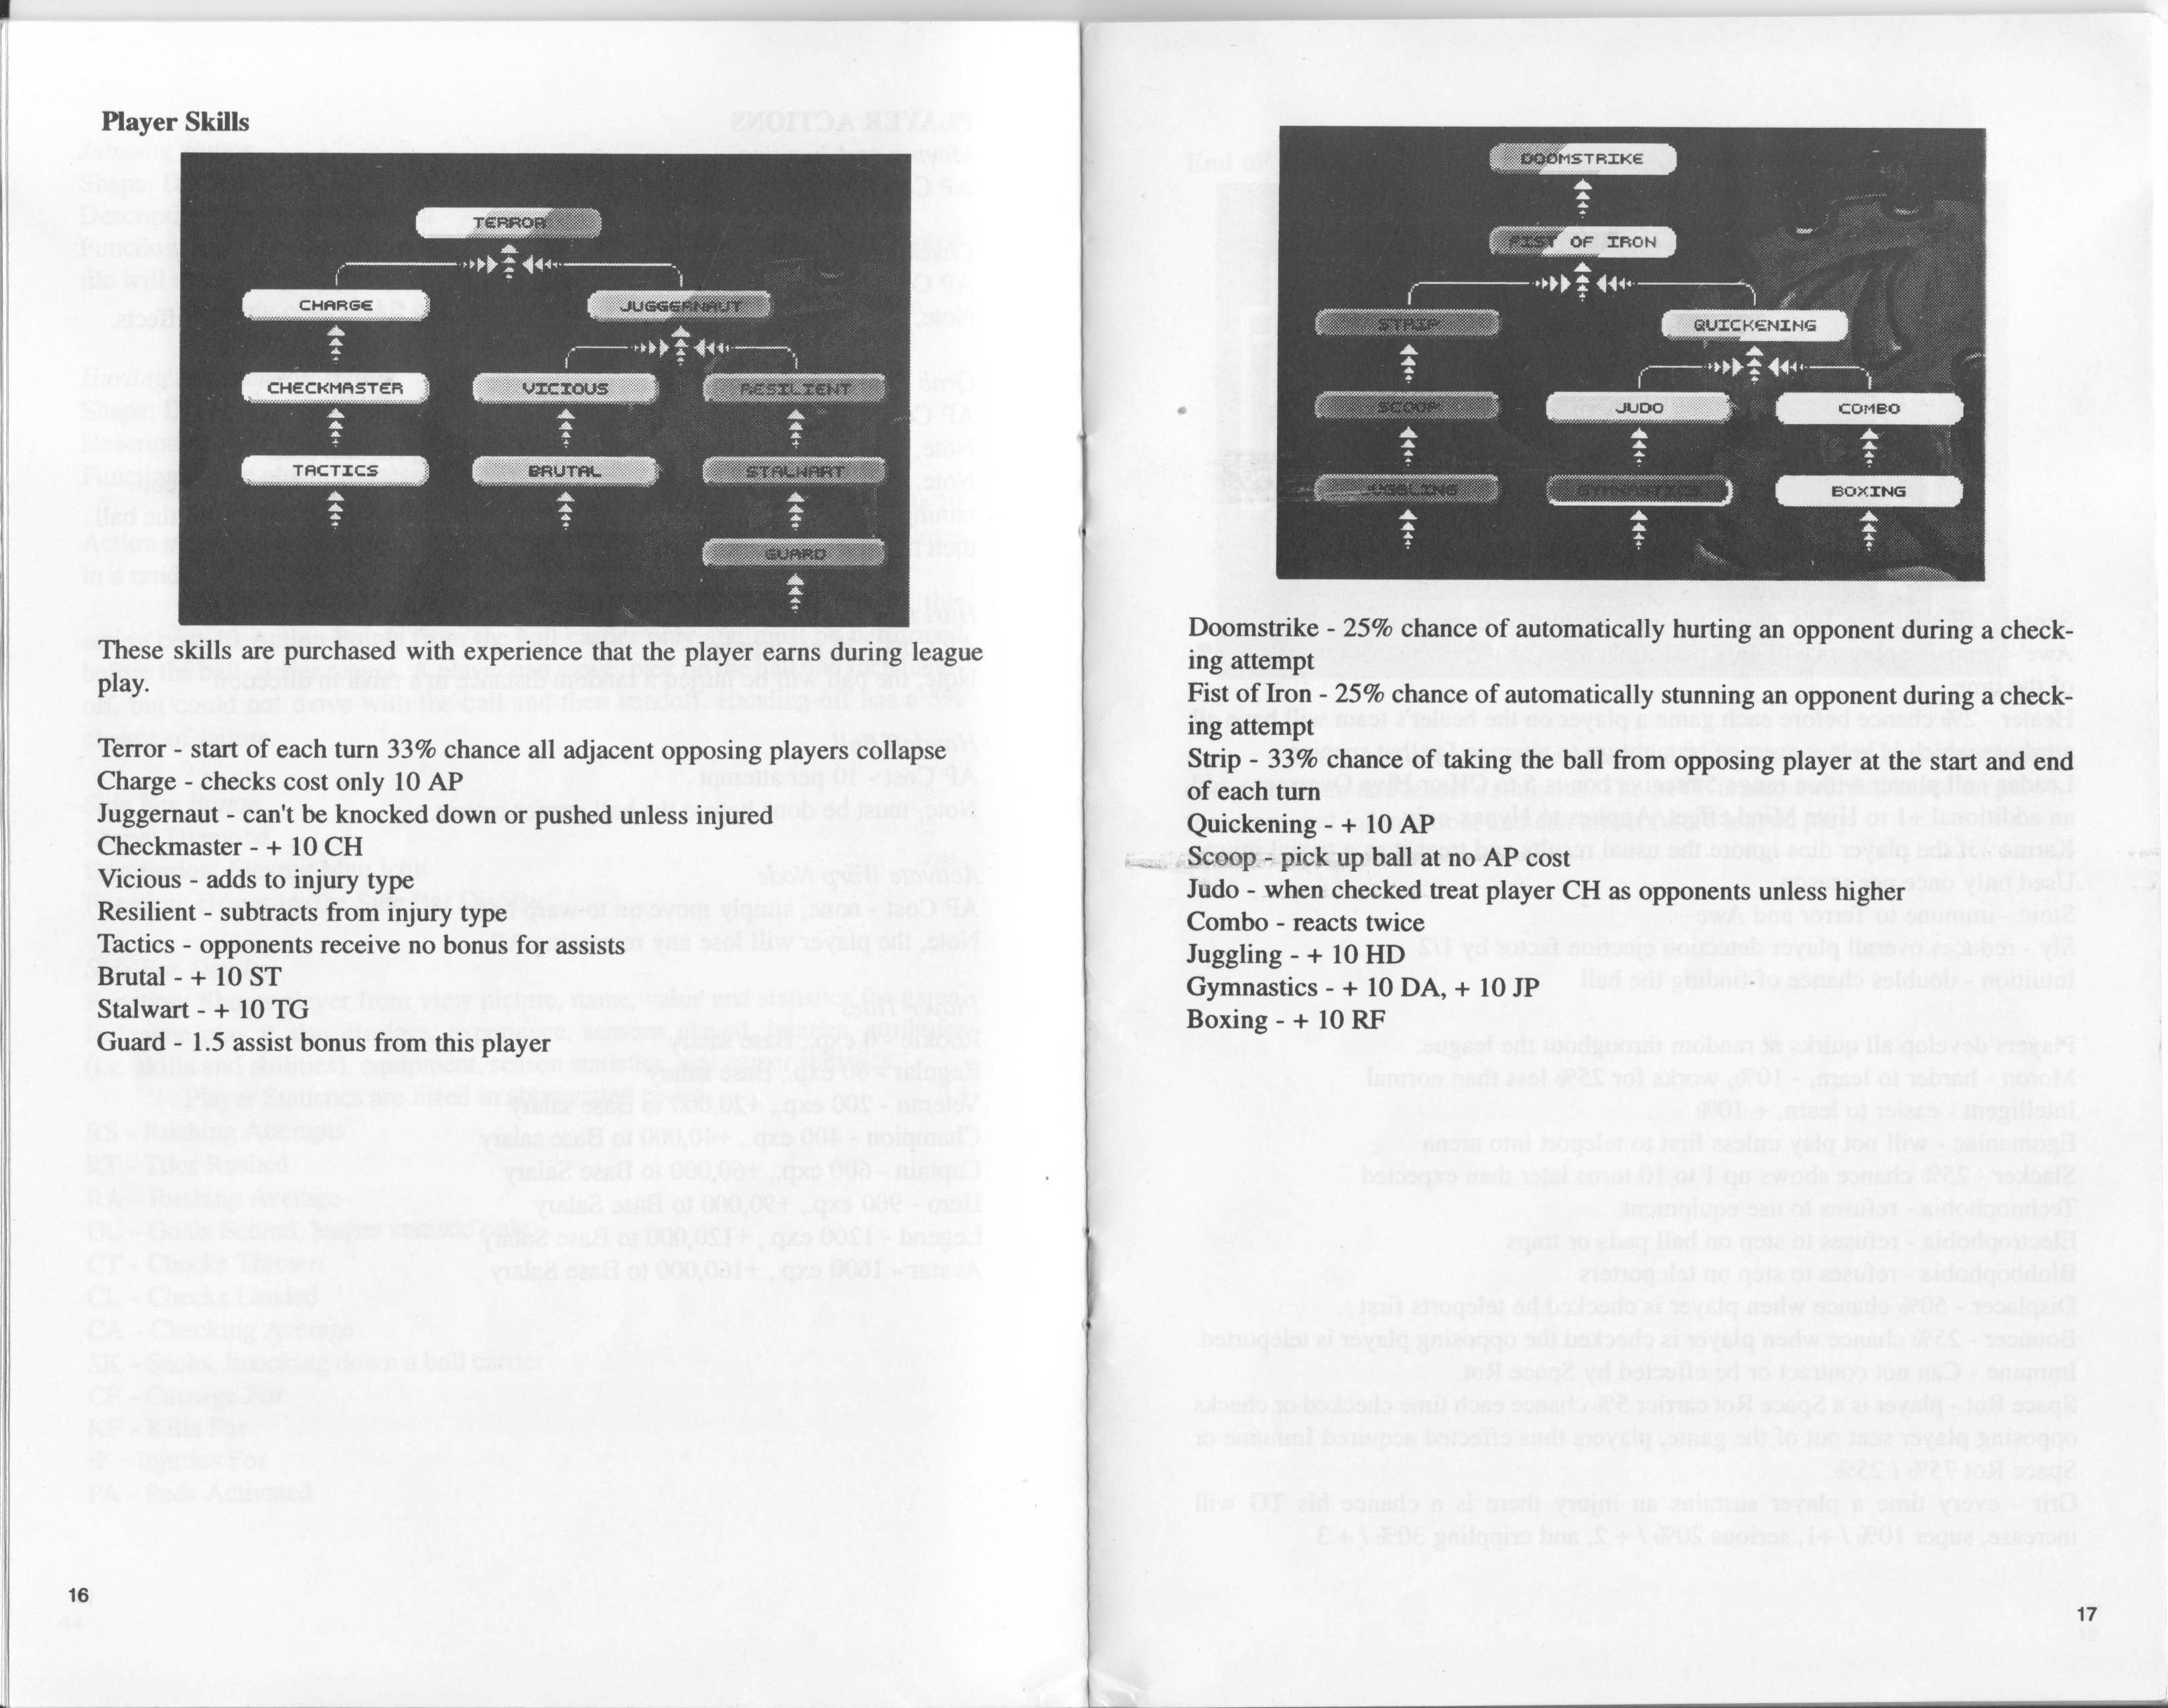 Player Skills
TERROR
CHARGE
JUGGERNAUT
CHECKMASTER
VICIOUS
RESILIENT
TACTICS
BRUTAL
STALWART
GUARD
These skills are purchased with experience that the player earns during league
play.
Terror - start of each turn 33% chance all adjacent opposing players collapse
Charge - checks cost only 10 AP
Juggernaut - can't be knocked down or pushed unless injured
Checkmaster - + 10 CH
Vicious - adds to injury type
Resilient - subtracts from injury type
Tactics - opponents receive no bonus for assists
Brutal - + 10 ST
Stalwart - + 10 TG
Guard - 1.5 assist bonus from this player
16
DOOMSTRIKE
FIST OF IRON
STRIP
QUICKENING
SCOOP
JUDO
COMBO
JUGGLING
GYMNASTICS
BOXING
Doomstrike - 25% chance of automatically hurting an opponent during a check-
ing attempt
Fist of Iron - 25% chance of automatically stunning an opponent during a check-
ing attempt
Strip - 33% chance of taking the ball from opposing player at the start and end
of each turn
Quickening - + 10 AP
Scoop - pick up ball at no AP cost
Judo - when checked treat player CH as opponents unless higher
Combo - reacts twice
Juggling - + 10 HD
Gymnastics - + 10 DA, + 10 JP
Boxing - + 10 RF
17